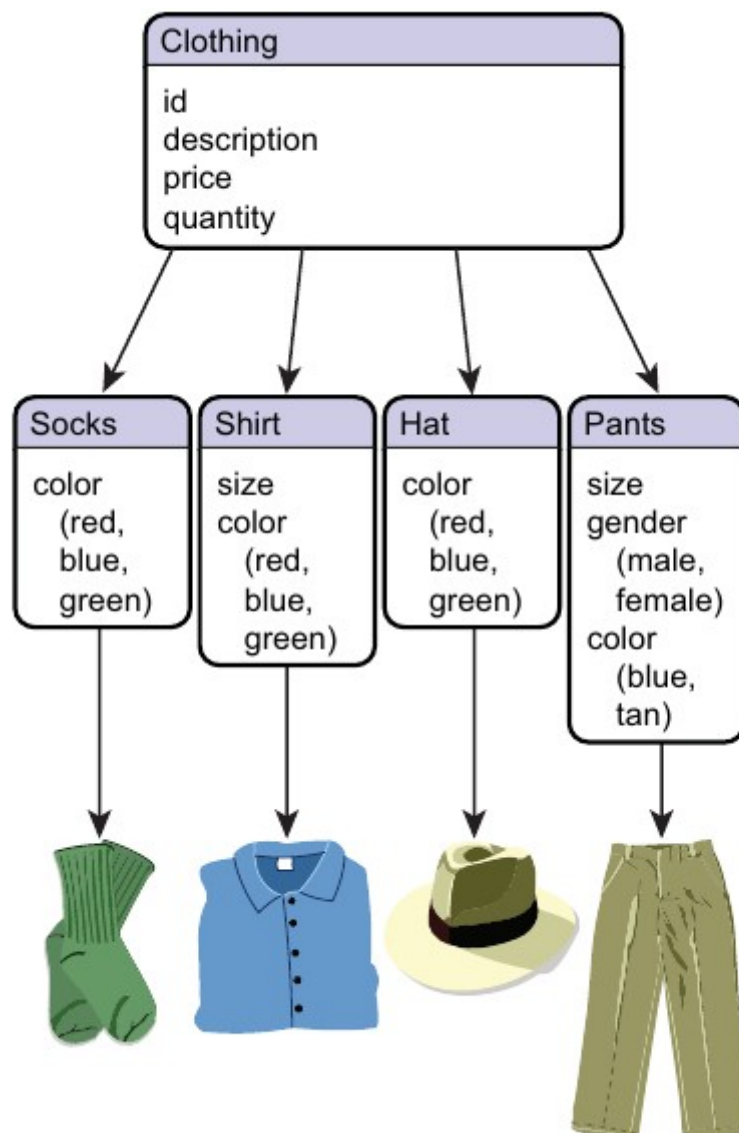 Clothing
id
description
price
quantity
Socks
color
(red,
blue,
green)
Shirt
size
color
(red,
blue,
green)
Hat
color
(red,
blue,
green)
Pants
size
gender
(male,
female)
color
(blue,
tan)